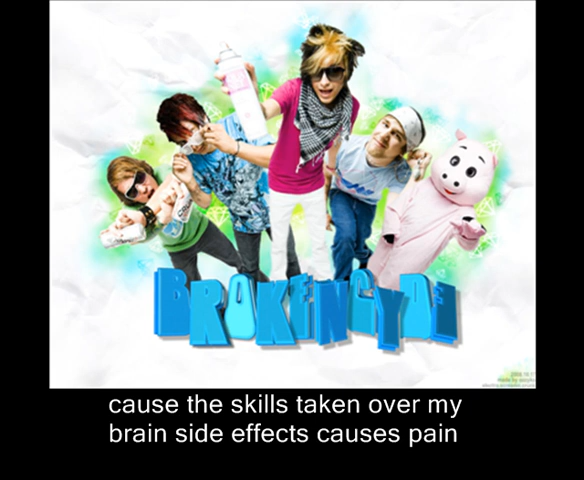 BROKENCYDE
cause the skills taken over my
brain side effects causes pain